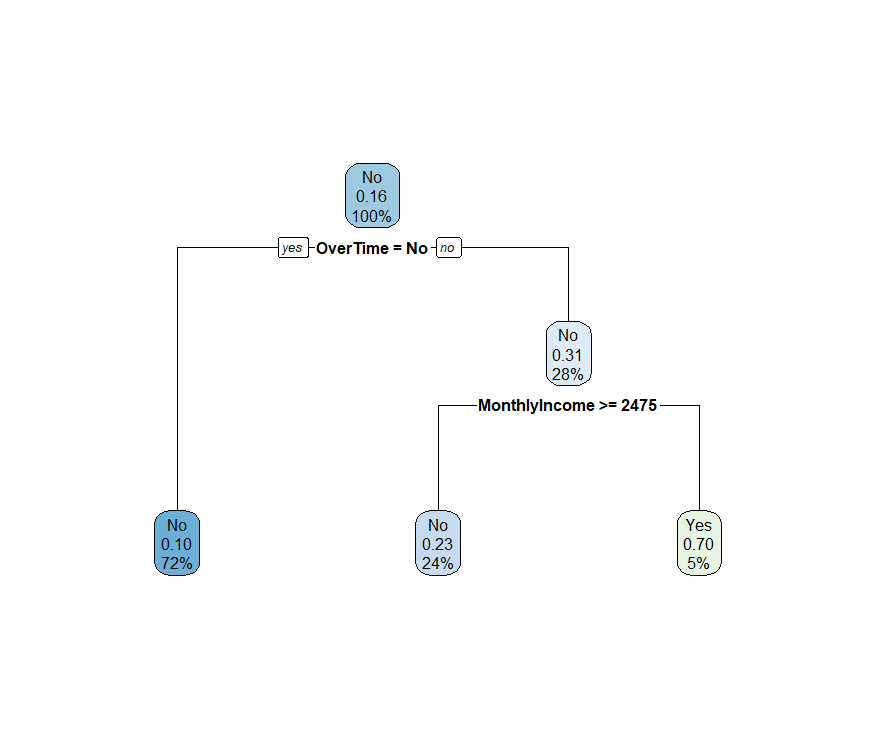 No
0.16
100%
yes OverTime = No no
No
0.31
28%
MonthlyIncome >= 2475
No
0.10
72%
No
0.23
24%
Yes
0.70
5%